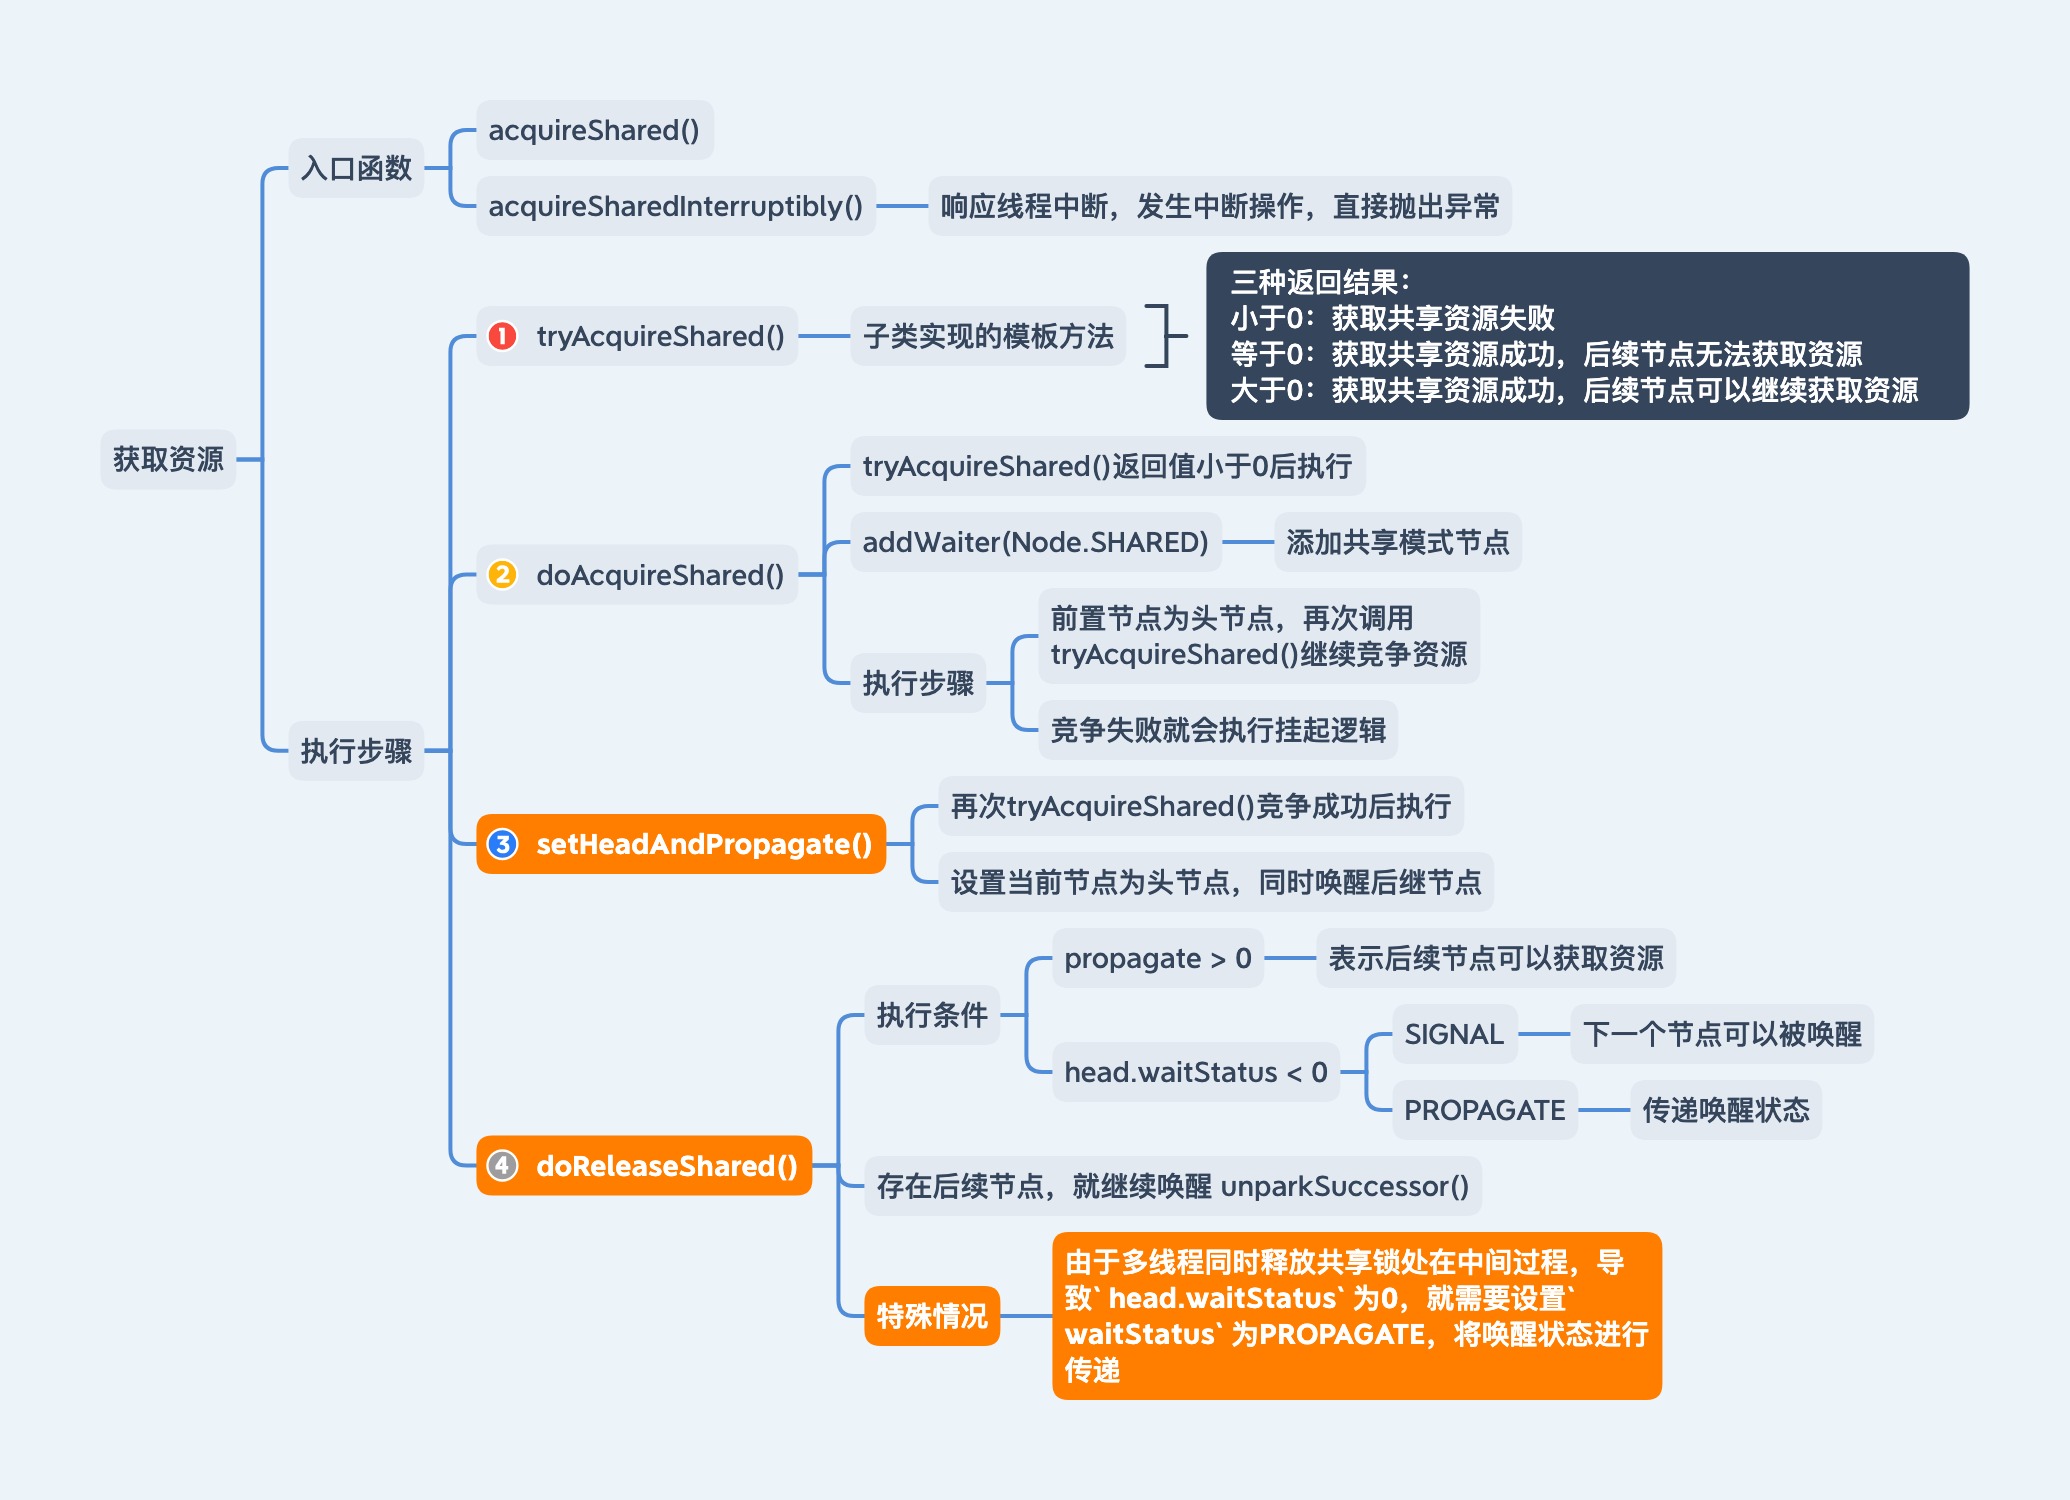 获取资源
入口函数
acquireShared()
acquireSharedInterruptibly()
响应线程中断，发生中断操作，直接抛出异常
执行步骤
1 tryAcquireShared()
子类实现的模板方法
三种返回结果：
小于0：获取共享资源失败
等于0：获取共享资源成功，后续节点无法获取资源
大于0：获取共享资源成功，后续节点可以继续获取资源
2 doAcquireShared()
tryAcquireShared()返回值小于0后执行
addWaiter(Node.SHARED)
添加共享模式节点
执行步骤
前置节点为头节点，再次调用
tryAcquireShared()继续竞争资源
竞争失败就会执行挂起逻辑
3 setHeadAndPropagate()
再次tryAcquireShared()竞争成功后执行
设置当前节点为头节点，同时唤醒后继节点
4 doReleaseShared()
执行条件
propagate > 0
表示后续节点可以获取资源
head.waitStatus < 0
SIGNAL
下一个节点可以被唤醒
PROPAGATE
传递唤醒状态
存在后续节点，就继续唤醒 unparkSuccessor()
特殊情况
由于多线程同时释放共享锁处在中间过程，导
致` head.waitStatus` 为0，就需要设置`
waitStatus` 为PROPAGATE，将唤醒状态进行
传递